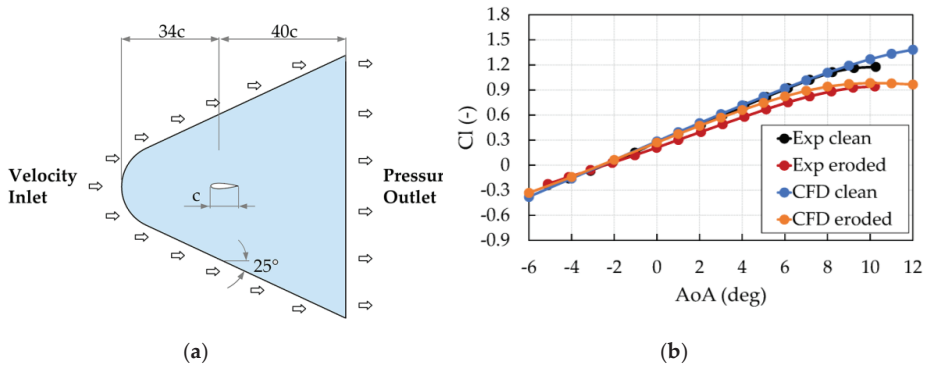 34c 40c
Velocity
Inlet
c
25°
Pressur
Outlet
(a)
b)
1.8
1.5
1.2
0.9
0.6
0.3
0
-0.3
-0.6
-0.9
Cl (-)
Exp clean
Exp eroded
CFD clean
CFD eroded
-6 -4 -2 0 2 4 6 8 10 12
AoA (deg)
(b)